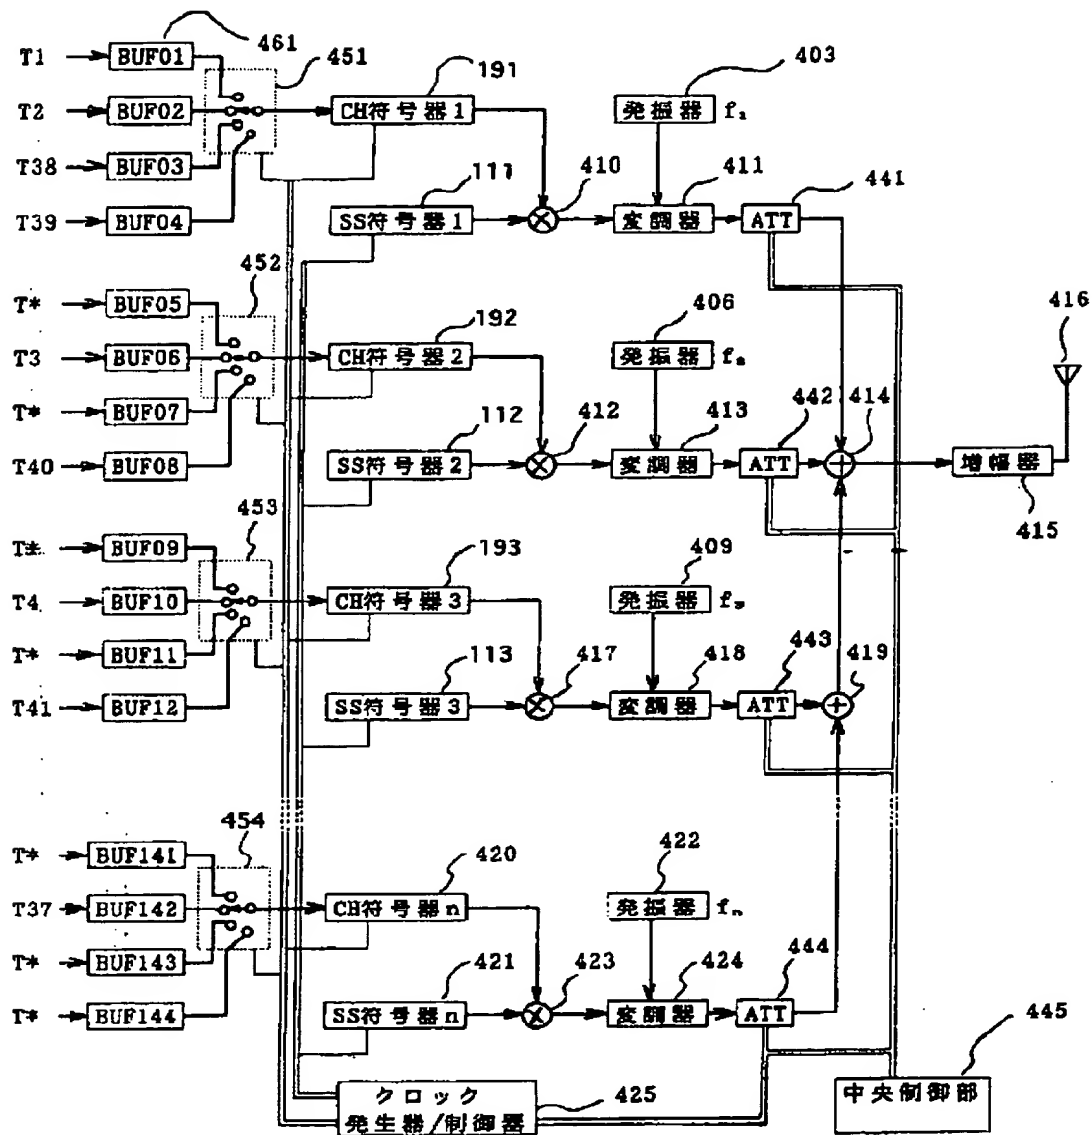 461
T1 BUF01 451 191 403
T2 BUF02 CH符号器1 発振器 f₁
T38 BUF03 111 410 411 441
T39 BUF04 SS符号器1 変調器 ATT
452
T* BUF05 192 406 416
T3 BUF06 CH符号器2 発振器 f₂
T* BUF07 112 412 413 442 414
T40 BUF08 SS符号器2 変調器 ATT 増幅器
453 415
T* BUF09 193 409
T4 BUF10 CH符号器3 発振器 f₃
T* BUF11 113 417 418 443 419
T41 BUF12 SS符号器3 変調器 ATT
454
T* BUF141 420 422
T37 BUF142 CH符号器n 発振器 fₙ
T* BUF143 421 423 424 444
T* BUF144 SS符号器n 変調器 ATT
445
クロック 425 中央制御部
発生器/制御器